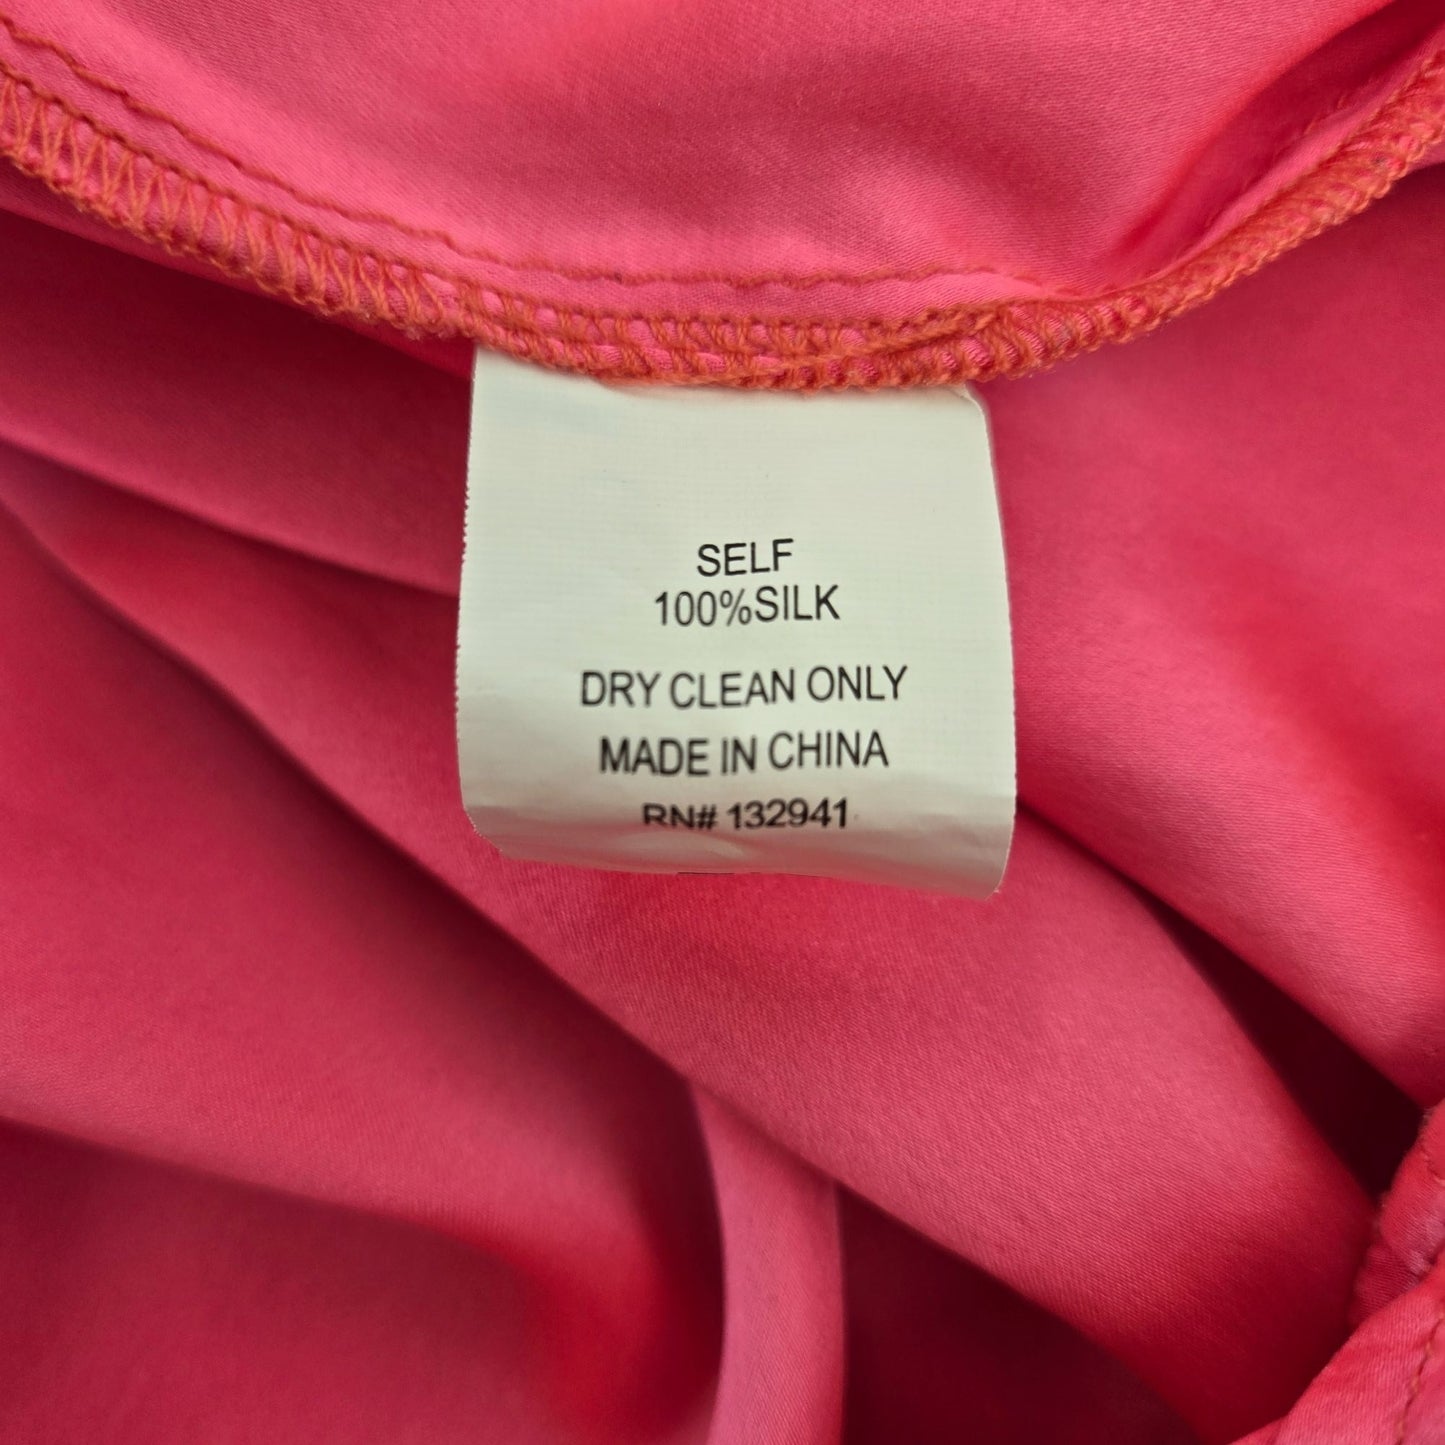 SELF
100%SILK
DRY CLEAN ONLY
MADE IN CHINA
RN# 132941